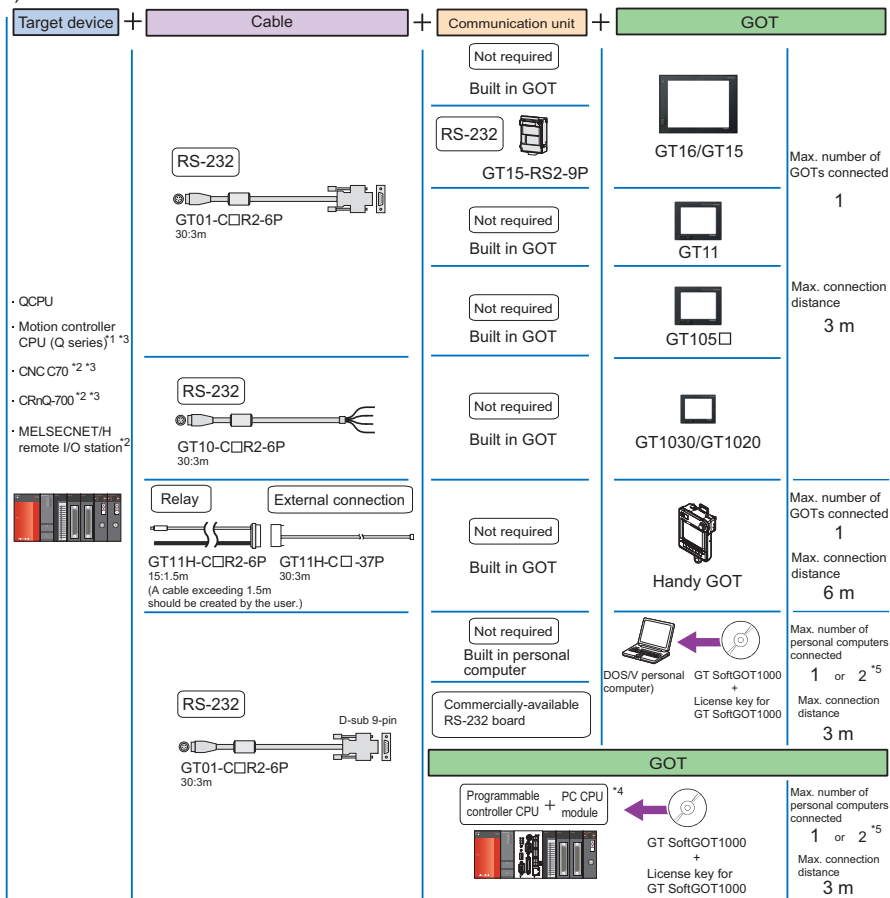 )
Target device + Cable + Communication unit + GOT
· QCPU
· Motion controller
CPU (Q series)*1 *3
· CNC C70 *2 *3
· CRnQ-700 *2 *3
· MELSECNET/H
remote I/O station*2
RS-232
GT01-C□R2-6P
30:3m
Not required
Built in GOT
RS-232
GT15-RS2-9P
GT16/GT15
Not required
Built in GOT
GT11
Not required
Built in GOT
GT105□
Max. number of
GOTs connected
1
Max. connection
distance
3 m
RS-232
GT10-C□R2-6P
30:3m
Not required
Built in GOT
GT1030/GT1020
Relay
External connection
GT11H-C□R2-6P
15:1.5m
(A cable exceeding 1.5m
should be created by the user.)
GT11H-C□ -37P
30:3m
Not required
Built in GOT
Handy GOT
Max. number of
GOTs connected
1
Max. connection
distance
6 m
RS-232
D-sub 9-pin
GT01-C□R2-6P
30:3m
Not required
Built in personal
computer
Commercially-available
RS-232 board
DOS/V personal
computer)
GT SoftGOT1000
+
License key for
GT SoftGOT1000
Max. number of
personal computers
connected
1 or 2 *5
Max. connection
distance
3 m
GOT
Programmable
controller CPU
+
PC CPU
module
*4
GT SoftGOT1000
+
License key for
GT SoftGOT1000
Max. number of
personal computers
connected
1 or 2 *5
Max. connection
distance
3 m